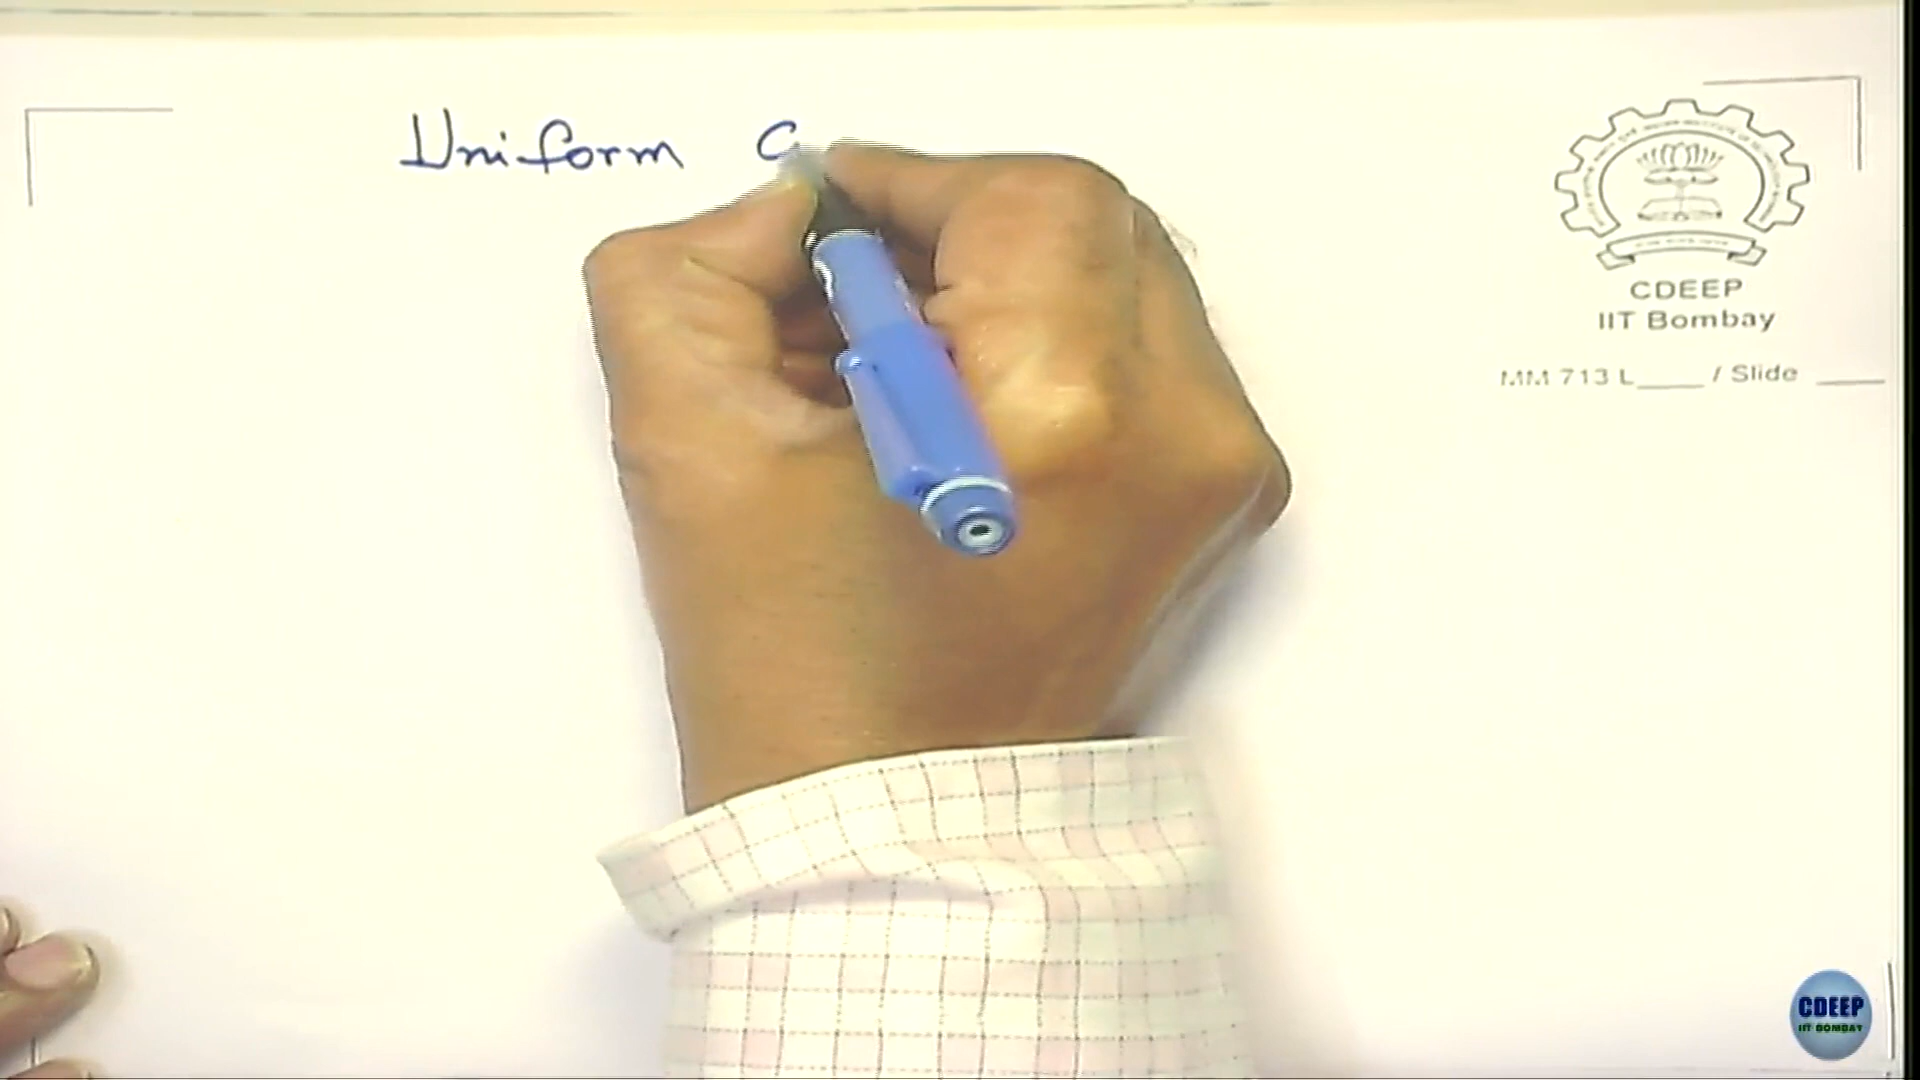 Uniform C
CDEEP
IIT Bombay
MM 713 L____ / Slide ____
CDEEP
IIT BOMBAY